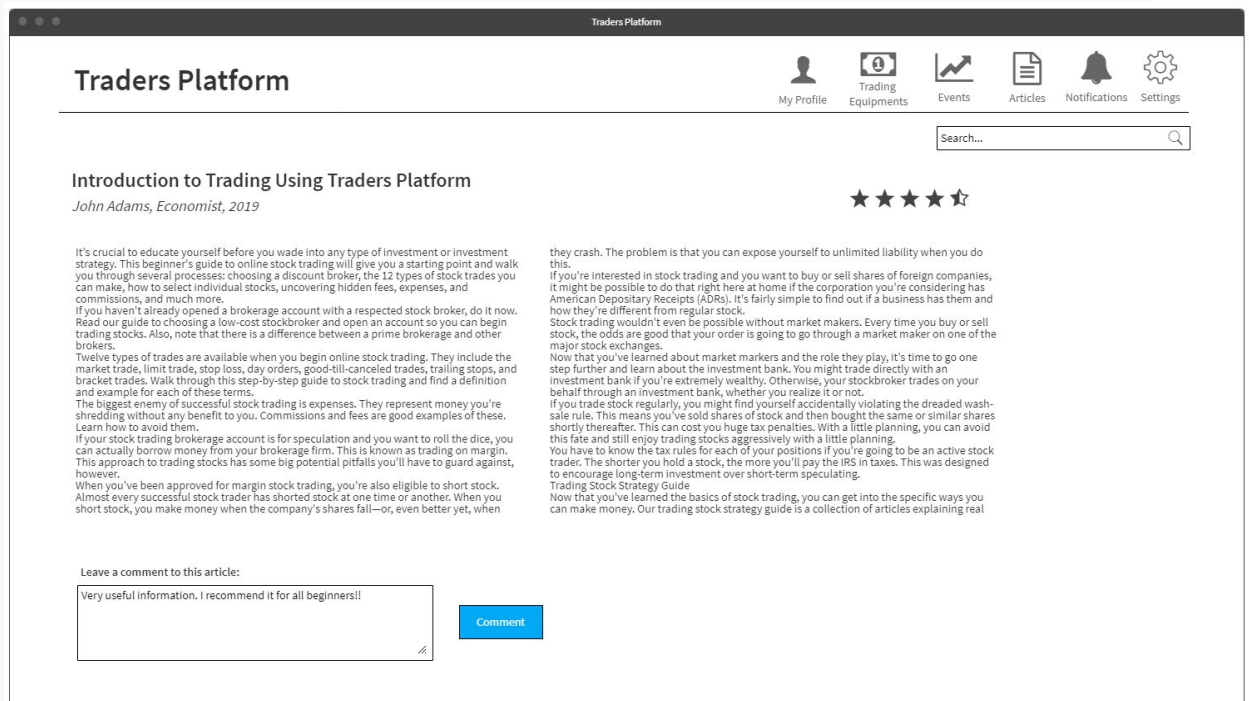 Traders Platform
Traders Platform
My Profile
Trading
Equipments
Events
Articles
Notifications
Settings
Search...
Introduction to Trading Using Traders Platform
John Adams, Economist, 2019
It's crucial to educate yourself before you wade into any type of investment or investment
strategy. This beginner's guide to online stock trading will give you a starting point and walk
you through several processes: choosing a discount broker, the 12 types of stock trades you
can make, how to select individual stocks, uncovering hidden fees, expenses, and
commissions, and much more.
If you haven't already opened a brokerage account with a respected stock broker, do it now.
Read our guide to choosing a low-cost stockbroker and open an account so you can begin
trading stocks. Also, note that there is a difference between a prime brokerage and other
brokers.
Twelve types of trades are available when you begin online stock trading. They include the
market trade, limit trade, stop loss, day orders, good-till-canceled trades, trailing stops, and
bracket trades. Walk through this step-by-step guide to stock trading and find a definition
and example for each of these terms.
The biggest enemy of successful stock trading is expenses. They represent money you're
shredding without any benefit to you. Commissions and fees are good examples of these.
Learn how to avoid them.
If your stock trading brokerage account is for speculation and you want to roll the dice, you
can actually borrow money from your brokerage firm. This is known as trading on margin.
This approach to trading stocks has some big potential pitfalls you'll have to guard against,
however.
When you've been approved for margin stock trading, you're also eligible to short stock.
Almost every successful stock trader has shorted stock at one time or another. When you
short stock, you make money when the company's shares fall—or, even better yet, when
they crash. The problem is that you can expose yourself to unlimited liability when you do
this.
If you're interested in stock trading and you want to buy or sell shares of foreign companies,
it might be possible to do that right here at home if the corporation you're considering has
American Depositary Receipts (ADRs). It's fairly simple to find out if a business has them and
how they're different from regular stock.
Stock trading wouldn't even be possible without market makers. Every time you buy or sell
stock, the odds are good that your order is going to go through a market maker on one of the
major stock exchanges.
Now that you've learned about market markers and the role they play, it's time to go one
step further and learn about the investment bank. You might trade directly with an
investment bank if you're extremely wealthy. Otherwise, your stockbroker trades on your
behalf through an investment bank, whether you realize it or not.
If you trade stock regularly, you might find yourself accidentally violating the dreaded wash-
sale rule. This means you've sold shares of stock and then bought the same or similar shares
shortly thereafter. This can cost you huge tax penalties. With a little planning, you can avoid
this fate and still enjoy trading stocks aggressively with a little planning.
You have to know the tax rules for each of your positions if you're going to be an active stock
trader. The shorter you hold a stock, the more you'll pay the IRS in taxes. This was designed
to encourage long-term investment over short-term speculating.
Trading Stock Strategy Guide
Now that you've learned the basics of stock trading, you can get into the specific ways you
can make money. Our trading stock strategy guide is a collection of articles explaining real
Leave a comment to this article:
Very useful information. I recommend it for all beginners!!
Comment